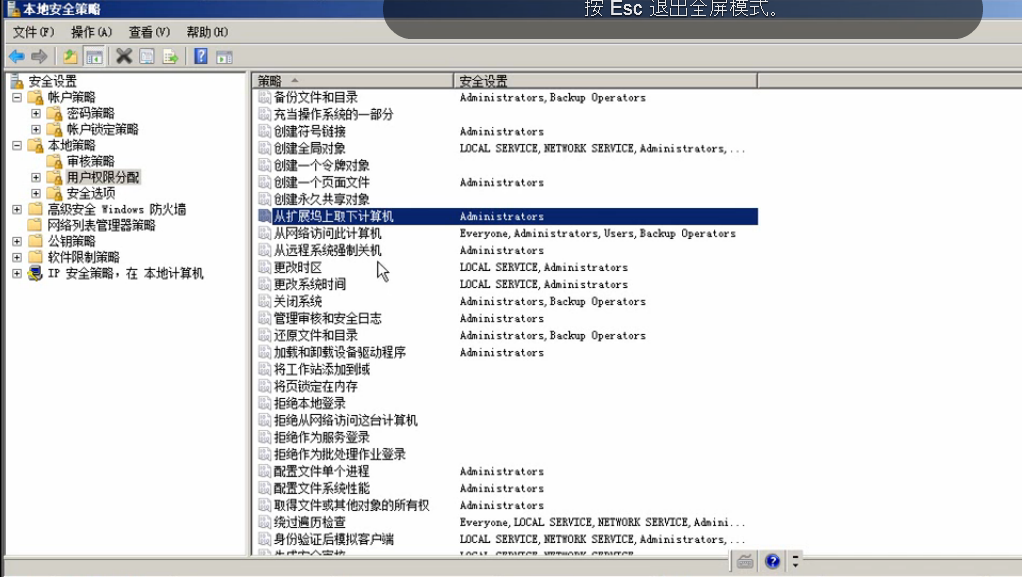 本地安全策略
按 Esc 退出全屏模式。
文件(F) 操作(A) 查看(V) 帮助(H)
安全设置
帐户策略
密码策略
帐户锁定策略
本地策略
审核策略
用户权限分配
安全选项
高级安全 Windows 防火墙
网络列表管理器策略
公钥策略
软件限制策略
IP 安全策略，在 本地计算机
策略 安全设置
备份文件和目录 Administrators,Backup Operators
充当操作系统的一部分
创建符号链接 Administrators
创建全局对象 LOCAL SERVICE,NETWORK SERVICE,Administrators,...
创建一个令牌对象
创建一个页面文件 Administrators
创建永久共享对象
从扩展坞上取下计算机 Administrators
从网络访问此计算机 Everyone,Administrators,Users,Backup Operators
从远程系统强制关机 Administrators
更改时区 LOCAL SERVICE,Administrators
更改系统时间 LOCAL SERVICE,Administrators
关闭系统 Administrators,Backup Operators
管理审核和安全日志 Administrators
还原文件和目录 Administrators,Backup Operators
加载和卸载设备驱动程序 Administrators
将工作站添加到域
将页锁定在内存
拒绝本地登录
拒绝从网络访问这台计算机
拒绝作为服务登录
拒绝作为批处理作业登录
配置文件单个进程 Administrators
配置文件系统性能 Administrators
取得文件或其他对象的所有权 Administrators
绕过遍历检查 Everyone,LOCAL SERVICE,NETWORK SERVICE,Admini...
身份验证后模拟客户端 LOCAL SERVICE,NETWORK SERVICE,Administrators,...
生成安全审核 LOCAL SERVICE,NETWORK SERVICE